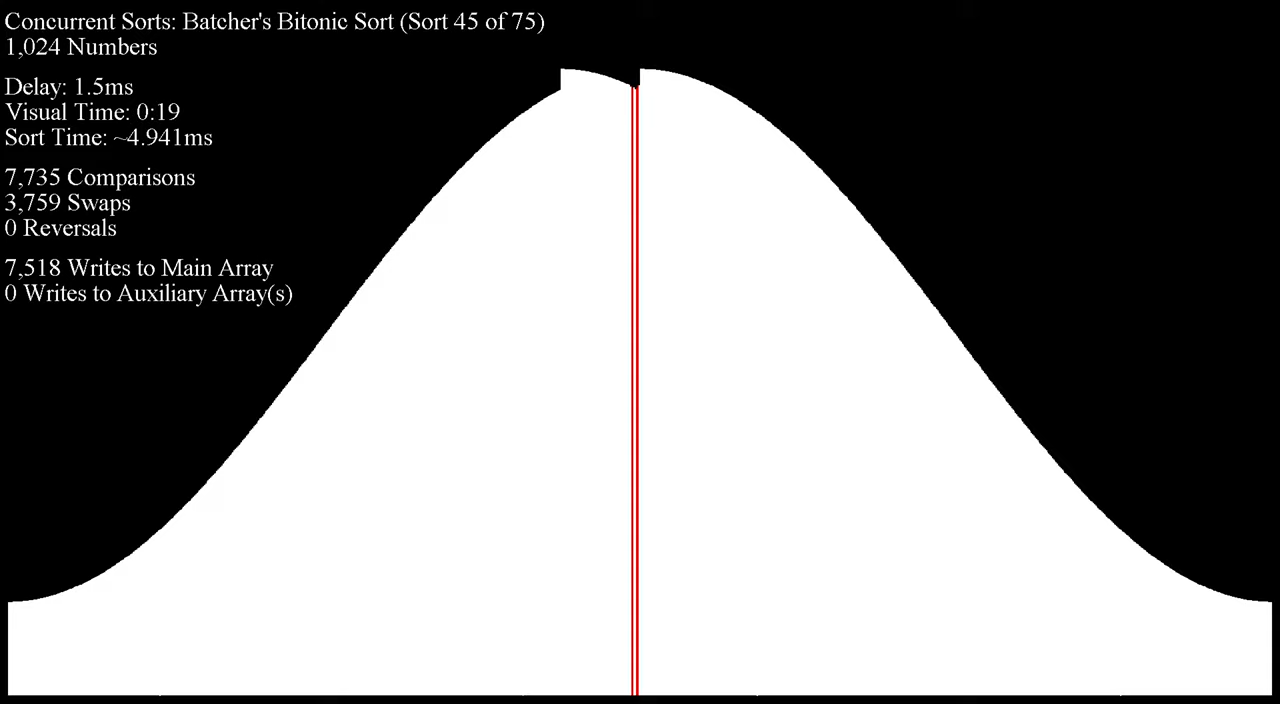 Concurrent Sorts: Batcher's Bitonic Sort (Sort 45 of 75)
1,024 Numbers
Delay: 1.5ms
Visual Time: 0:19
Sort Time: ~4.941ms
7,735 Comparisons
3,759 Swaps
0 Reversals
7,518 Writes to Main Array
0 Writes to Auxiliary Array(s)